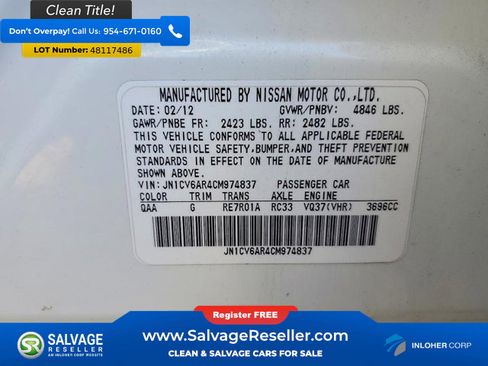 Clean Title!
Don't Overpay! Call Us: 954-671-0160
LOT Number: 48117486
MANUFACTURED BY NISSAN MOTOR CO.,LTD.
DATE: 02/12 GVWR/PNBV: 4846 LBS.
GAWR/PNBE FR: 2423 LBS. RR: 2482 LBS.
THIS VEHICLE CONFORMS TO ALL APPLICABLE FEDERAL
MOTOR VEHICLE SAFETY,BUMPER,AND THEFT PREVENTION
STANDARDS IN EFFECT ON THE DATE OF MANUFACTURE
SHOWN ABOVE.
VIN: JN1CV6AR4CM974837 PASSENGER CAR
COLOR TRIM TRANS AXLE ENGINE
QAA G RE7R01A RC33 VQ37(VHR) 3696CC
JN1CV6AR4CM974837
Register FREE!
SALVAGE
RESELLER
AN INLOHER CORP WEBSITE
www.SalvageReseller.com
CLEAN & SALVAGE CARS FOR SALE
INLOHER CORP